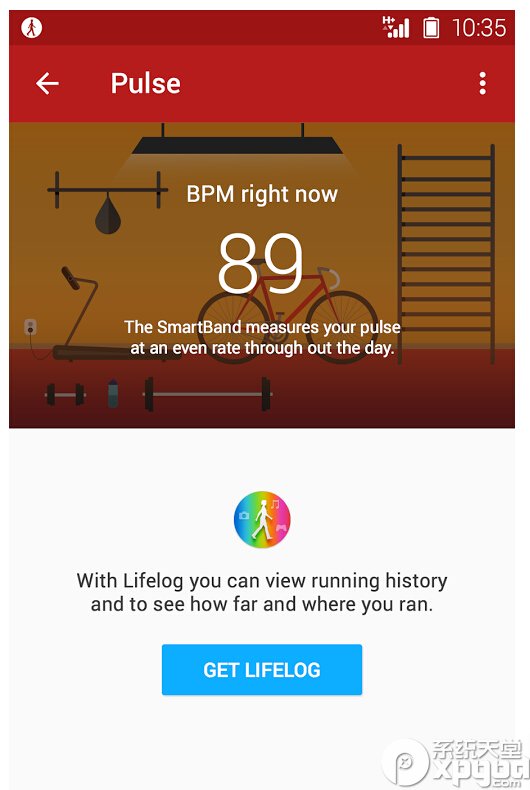 H+ 10:35
Pulse
BPM right now
89
The SmartBand measures your pulse
at an even rate through out the day.
With Lifelog you can view running history
and to see how far and where you ran.
GET LIFELOG
系统天堂
xpgod
.com